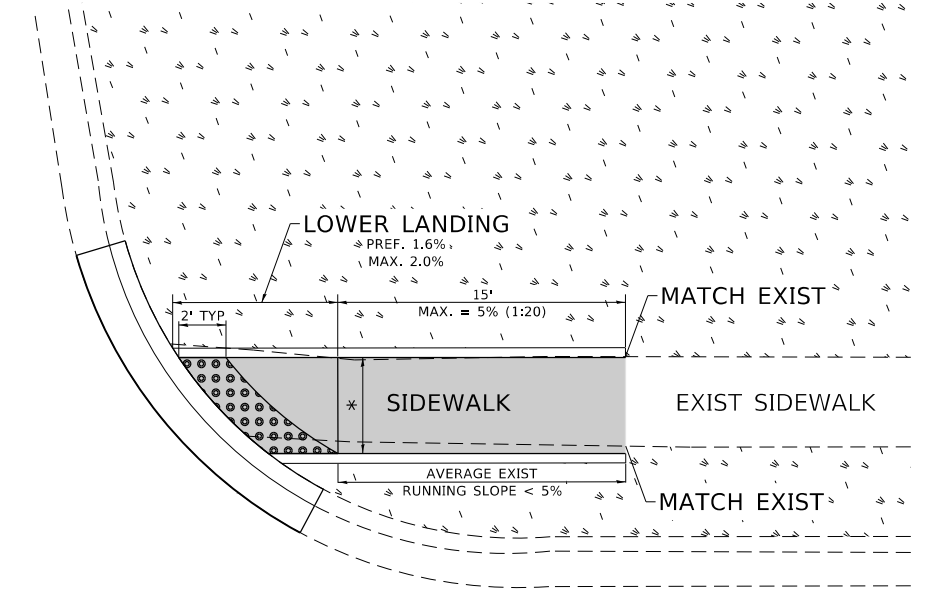 LOWER LANDING
PREF. 1.6%
MAX. 2.0%
15'
MAX. = 5% (1:20)
MATCH EXIST
2' TYP
*
SIDEWALK
EXIST SIDEWALK
AVERAGE EXIST
RUNNING SLOPE < 5%
MATCH EXIST